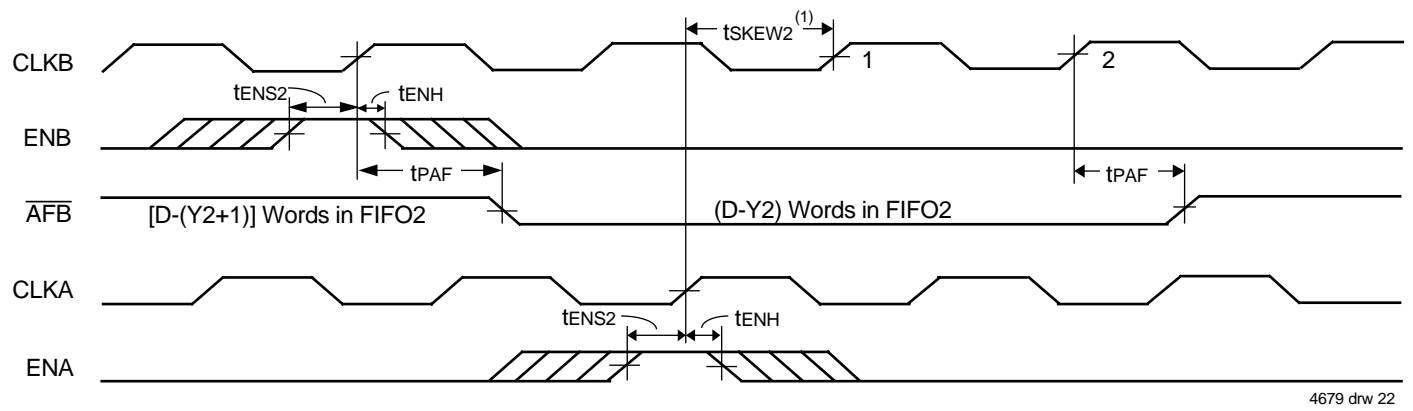 tSKEW2(1)
CLKB
1
2
tENS2
tENH
ENB
tPAF
tPAF
AFB
[D-(Y2+1)] Words in FIFO2
(D-Y2) Words in FIFO2
CLKA
tENS2
tENH
ENA
4679 drw 22